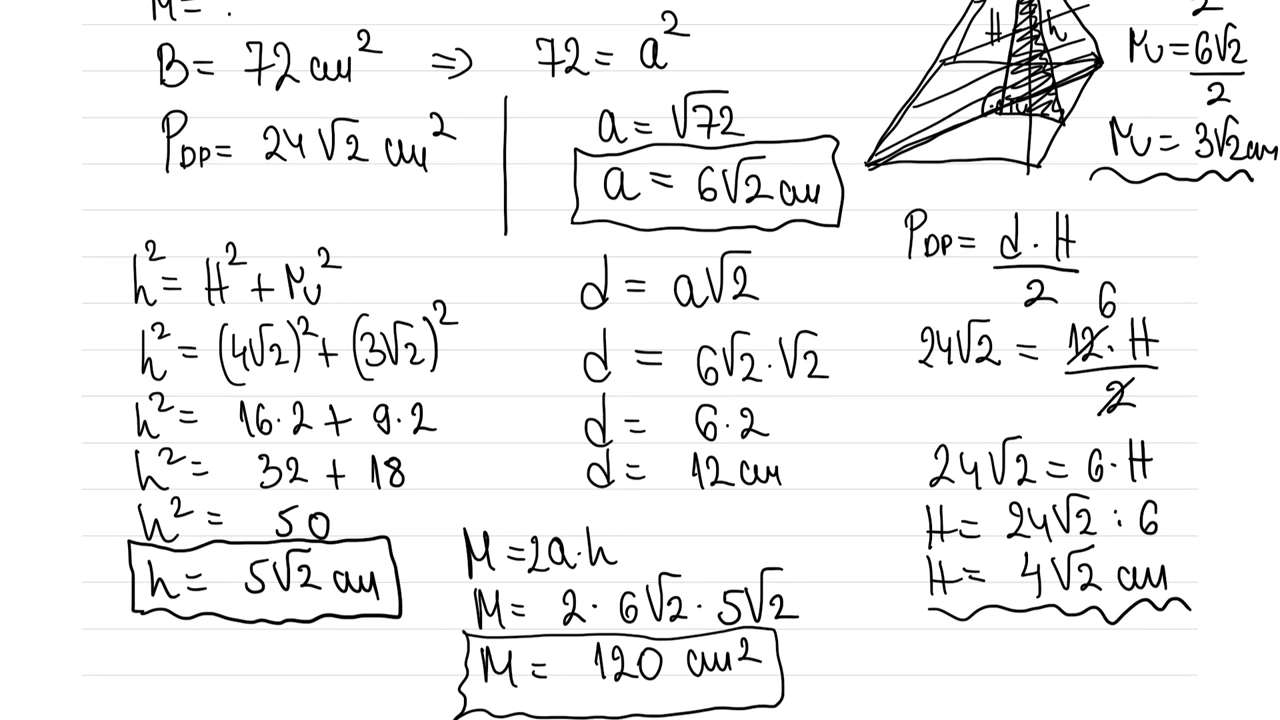 M = ?
B = 72 cm² ⇒ 72 = a²
P_DP = 24√2 cm²
a = √72
a = 6√2 cm
H h
2
r_u = 6√2/2
r_u = 3√2 cm
h² = H² + r_u²
h² = (4√2)² + (3√2)²
h² = 16·2 + 9·2
h² = 32 + 18
h² = 50
h = 5√2 cm
d = a√2
d = 6√2·√2
d = 6·2
d = 12 cm
M = 2a·h
M = 2·6√2·5√2
M = 120 cm²
P_DP = d·H/2
6
24√2 = 12·H/2
24√2 = 6·H
H = 24√2 : 6
H = 4√2 cm